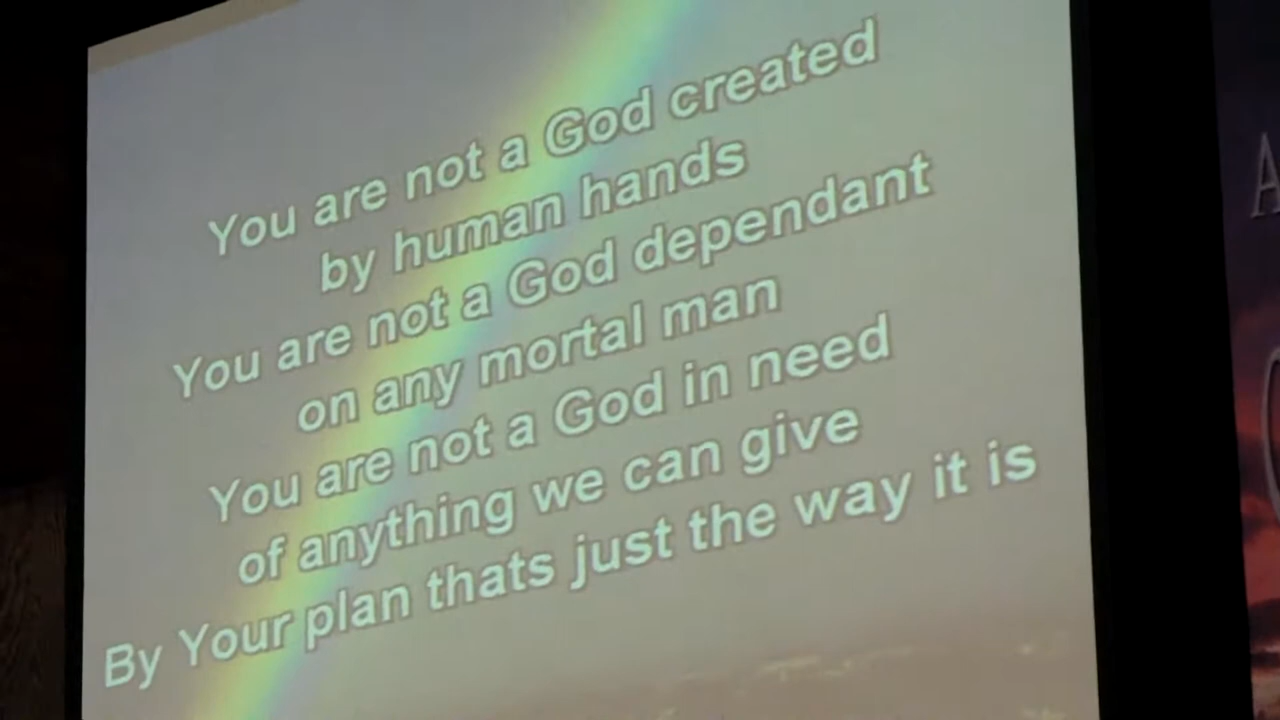 You are not a God created
by human hands
You are not a God dependant
on any mortal man
You are not a God in need
of anything we can give
By Your plan thats just the way it is
A